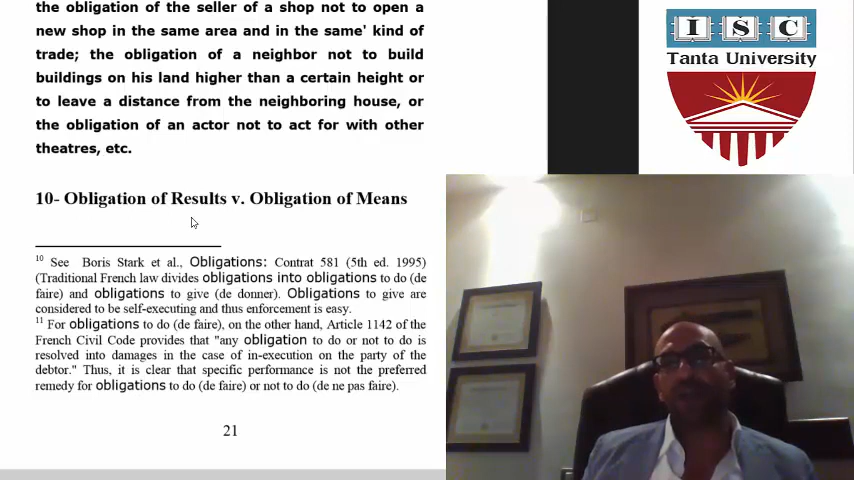 the obligation of the seller of a shop not to open a
new shop in the same area and in the same' kind of
trade; the obligation of a neighbor not to build
buildings on his land higher than a certain height or
to leave a distance from the neighboring house, or
the obligation of an actor not to act for with other
theatres, etc.
10- Obligation of Results v. Obligation of Means
10 See Boris Stark et al., Obligations: Contrat 581 (5th ed. 1995)
(Traditional French law divides obligations into obligations to do (de
faire) and obligations to give (de donner). Obligations to give are
considered to be self-executing and thus enforcement is easy.
11 For obligations to do (de faire), on the other hand, Article 1142 of the
French Civil Code provides that "any obligation to do or not to do is
resolved into damages in the case of in-execution on the party of the
debtor." Thus, it is clear that specific performance is not the preferred
remedy for obligations to do (de faire) or not to do (de ne pas faire).
21
I S C
Tanta University